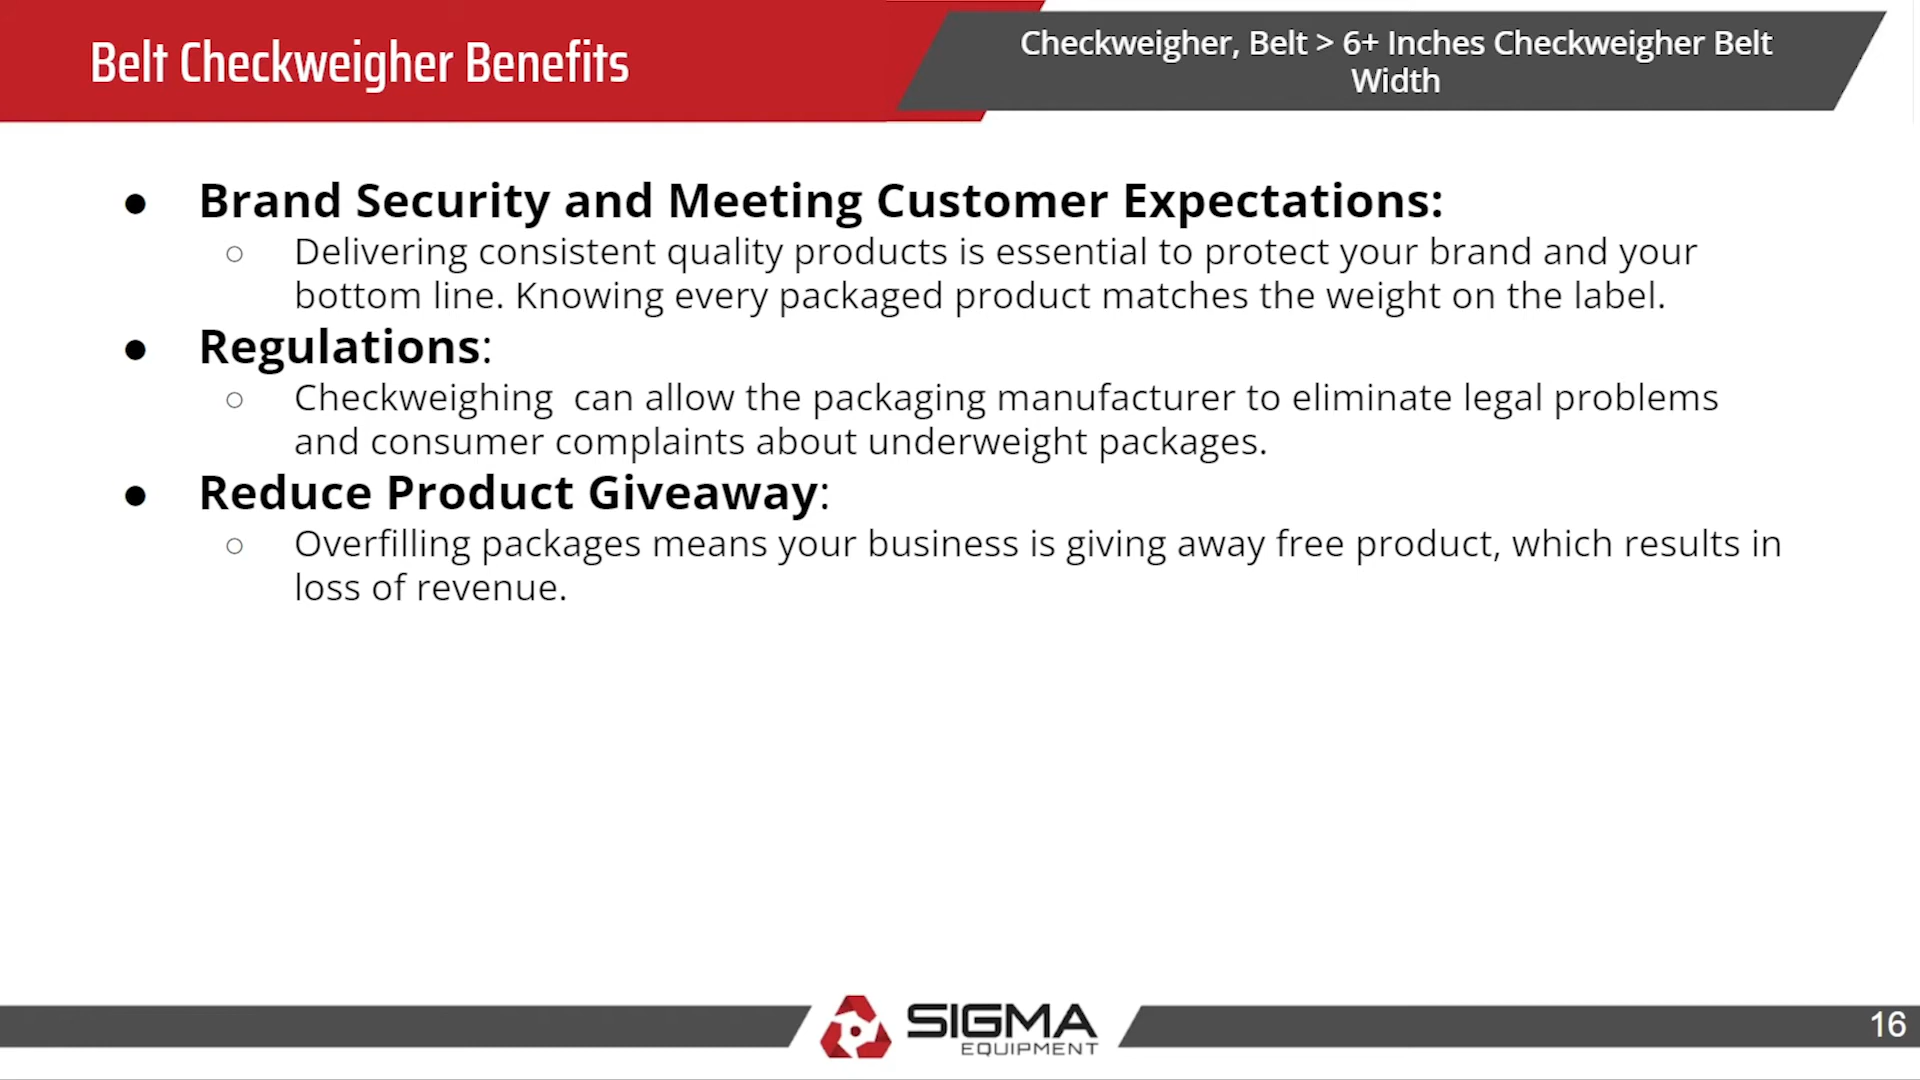 Belt Checkweigher Benefits
Checkweigher, Belt > 6+ Inches Checkweigher Belt
Width
● Brand Security and Meeting Customer Expectations:
○ Delivering consistent quality products is essential to protect your brand and your
bottom line. Knowing every packaged product matches the weight on the label.
● Regulations:
○ Checkweighing  can allow the packaging manufacturer to eliminate legal problems
and consumer complaints about underweight packages.
● Reduce Product Giveaway:
○ Overfilling packages means your business is giving away free product, which results in
loss of revenue.
SIGMA
EQUIPMENT
16